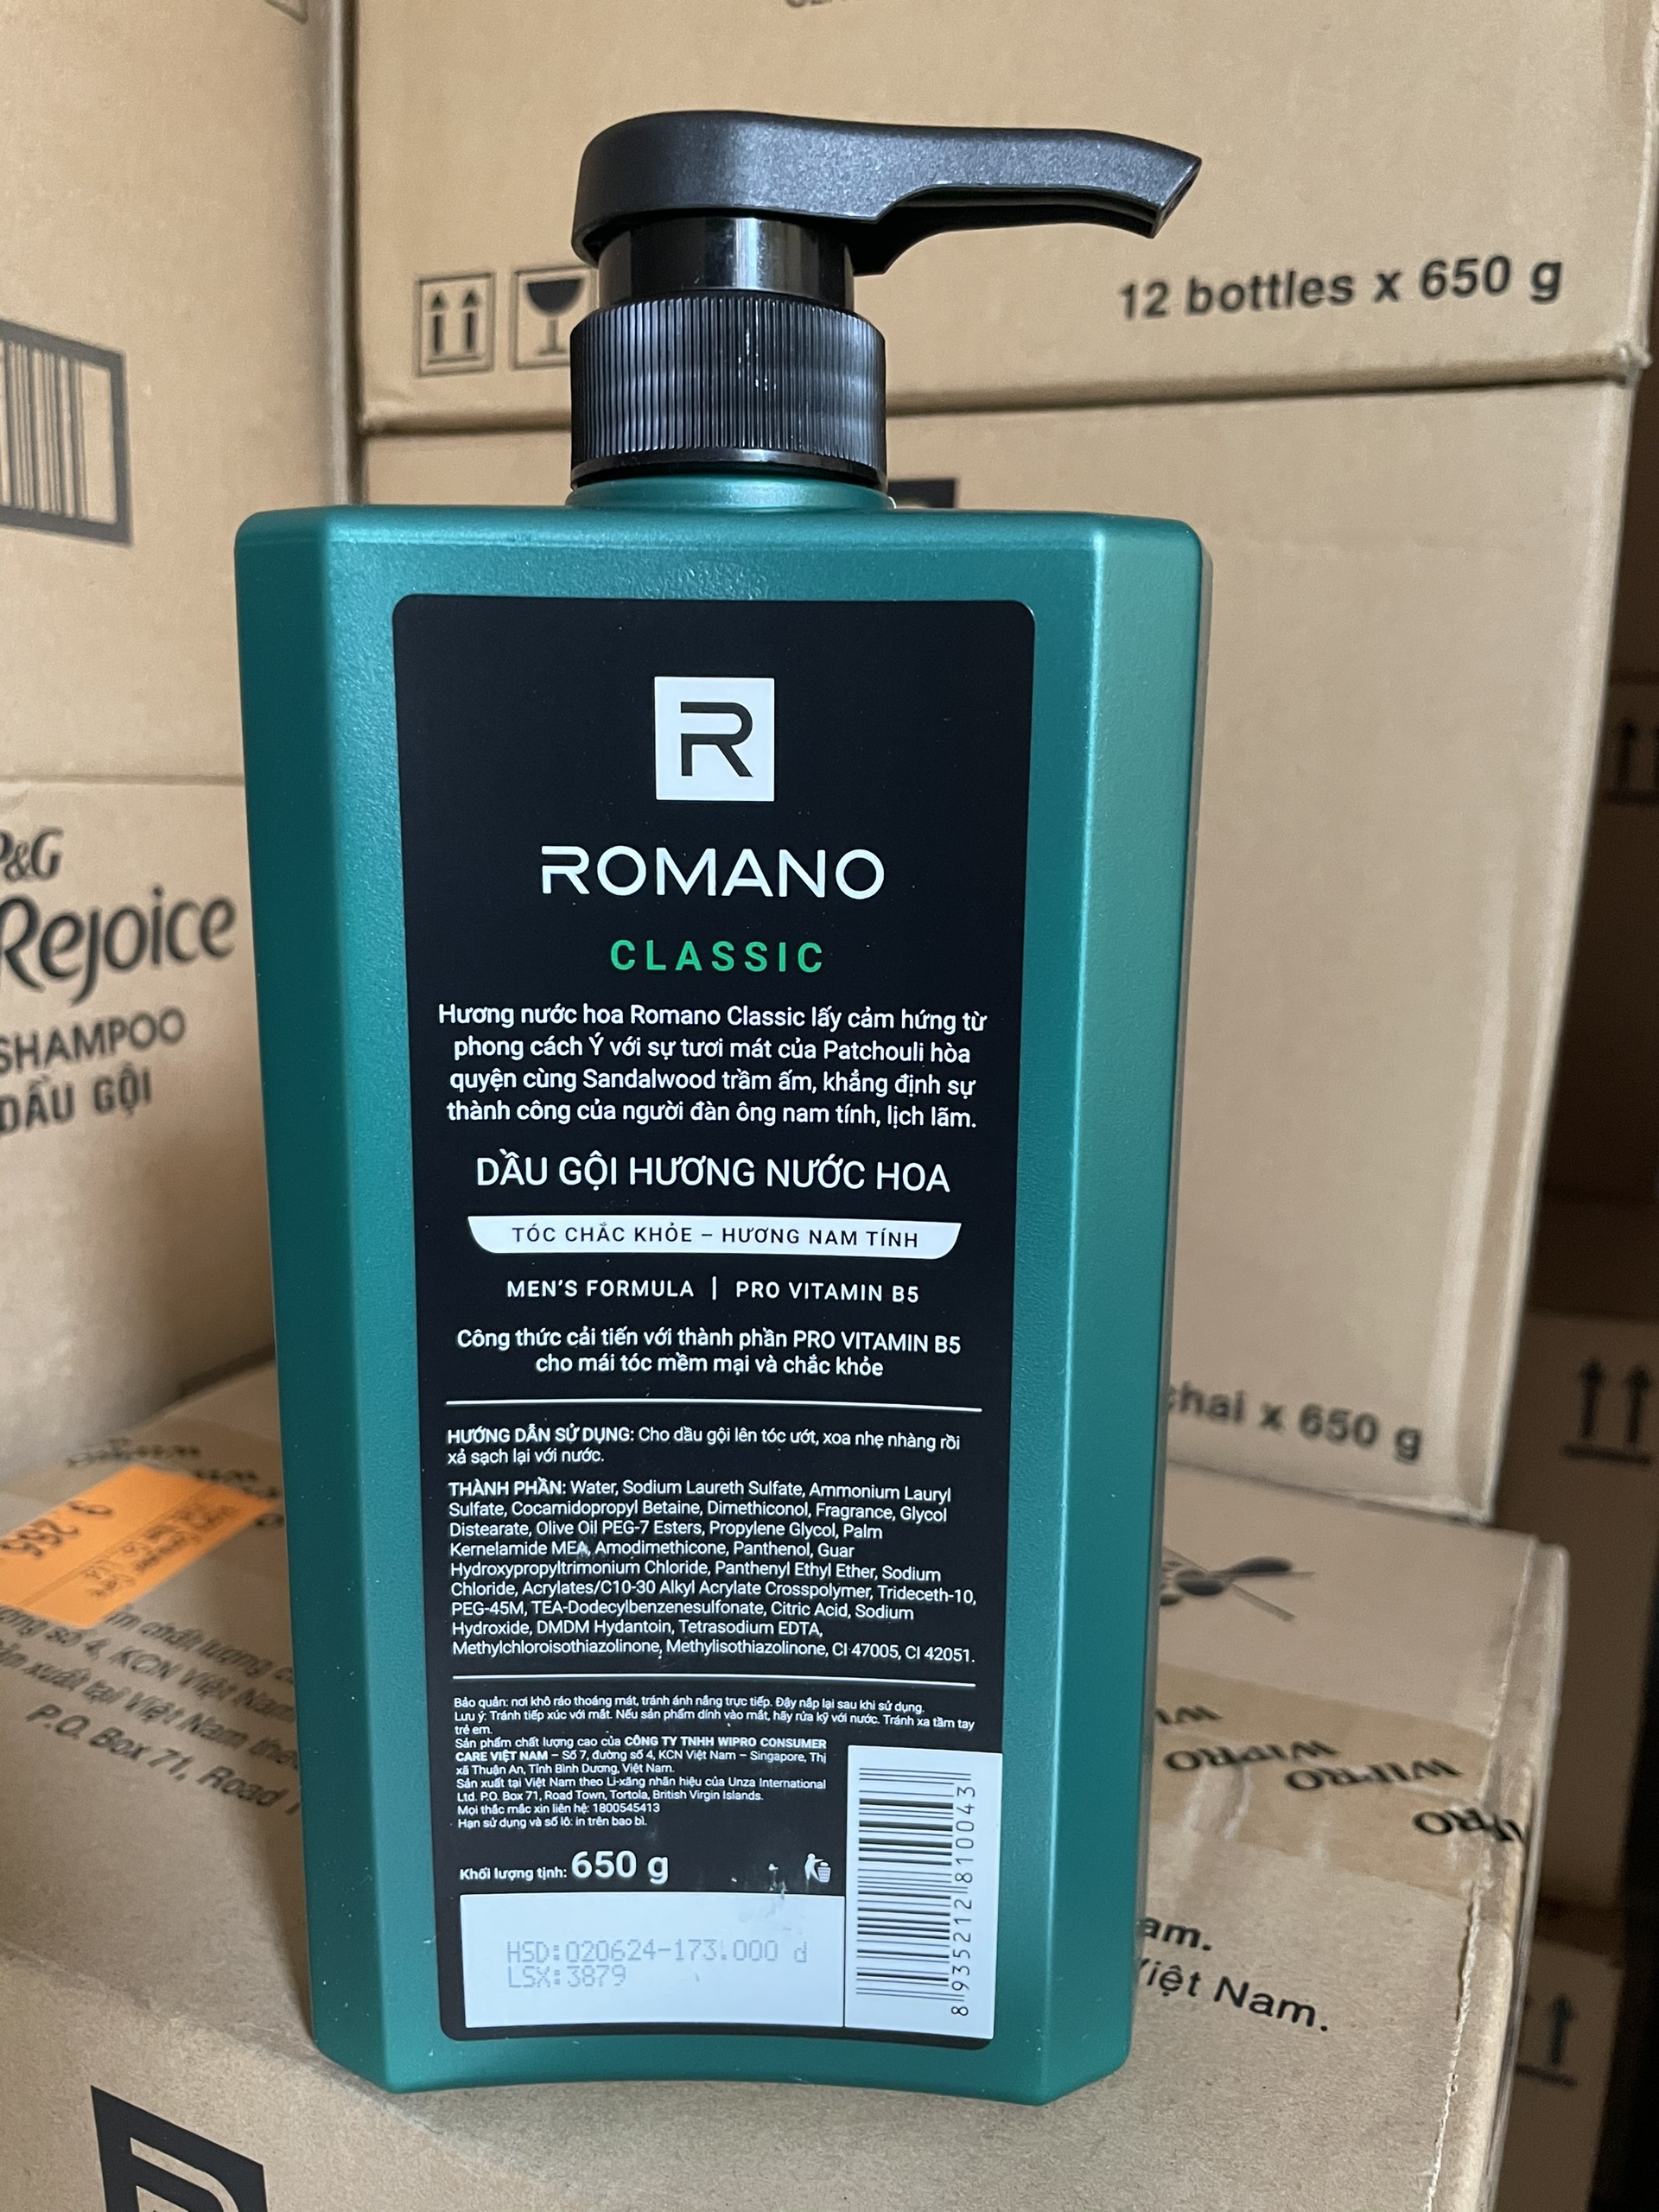 12 bottles x 650 g
P&G
Rejoice
SHAMPOO
DẦU GỘI
R
ROMANO
CLASSIC
Hương nước hoa Romano Classic lấy cảm hứng từ
phong cách Ý với sự tươi mát của Patchouli hòa
quyện cùng Sandalwood trầm ấm, khẳng định sự
thành công của người đàn ông nam tính, lịch lãm.
DẦU GỘI HƯƠNG NƯỚC HOA
TÓC CHẮC KHỎE – HƯƠNG NAM TÍNH
MEN'S FORMULA | PRO VITAMIN B5
Công thức cải tiến với thành phần PRO VITAMIN B5
cho mái tóc mềm mại và chắc khỏe
HƯỚNG DẪN SỬ DỤNG: Cho dầu gội lên tóc ướt, xoa nhẹ nhàng rồi
xả sạch lại với nước.
THÀNH PHẦN: Water, Sodium Laureth Sulfate, Ammonium Lauryl
Sulfate, Cocamidopropyl Betaine, Dimethiconol, Fragrance, Glycol
Distearate, Olive Oil PEG-7 Esters, Propylene Glycol, Palm
Kernelamide MEA, Amodimethicone, Panthenol, Guar
Hydroxypropyltrimonium Chloride, Panthenyl Ethyl Ether, Sodium
Chloride, Acrylates/C10-30 Alkyl Acrylate Crosspolymer, Trideceth-10,
PEG-45M, TEA-Dodecylbenzenesulfonate, Citric Acid, Sodium
Hydroxide, DMDM Hydantoin, Tetrasodium EDTA,
Methylchloroisothiazolinone, Methylisothiazolinone, CI 47005, CI 42051.
Bảo quản: nơi khô ráo thoáng mát, tránh ánh nắng trực tiếp. Đậy nắp lại sau khi sử dụng.
Lưu ý: Tránh tiếp xúc với mắt. Nếu sản phẩm dính vào mắt, hãy rửa kỹ với nước. Tránh xa tầm tay
trẻ em.
Sản phẩm chất lượng cao của CÔNG TY TNHH WIPRO CONSUMER
CARE VIỆT NAM – Số 7, đường số 4, KCN Việt Nam – Singapore, Thị
xã Thuận An, Tỉnh Bình Dương, Việt Nam.
Sản xuất tại Việt Nam theo Li-xăng nhãn hiệu của Unza International
Ltd. P.O. Box 71, Road Town, Tortola, British Virgin Islands.
Mọi thắc mắc xin liên hệ: 1800545413
Hạn sử dụng và số lô: in trên bao bì.
Khối lượng tịnh: 650 g
HSD:020624-173.000 đ
LSX:3879
8 935212 810043
chai x 650 g
số 4, KCN Việt Nam
xuất tại Việt Nam
P.O. Box 71, Road
WIPRO WIPRO
WIPRO
Việt Nam.